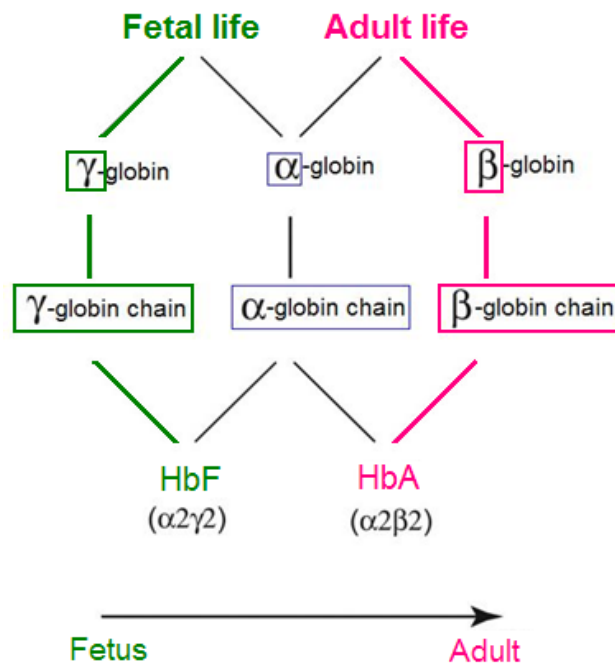 Fetal life Adult life
γ-globin α-globin β-globin
γ-globin chain α-globin chain β-globin chain
HbF HbA
(α2γ2) (α2β2)
Fetus Adult